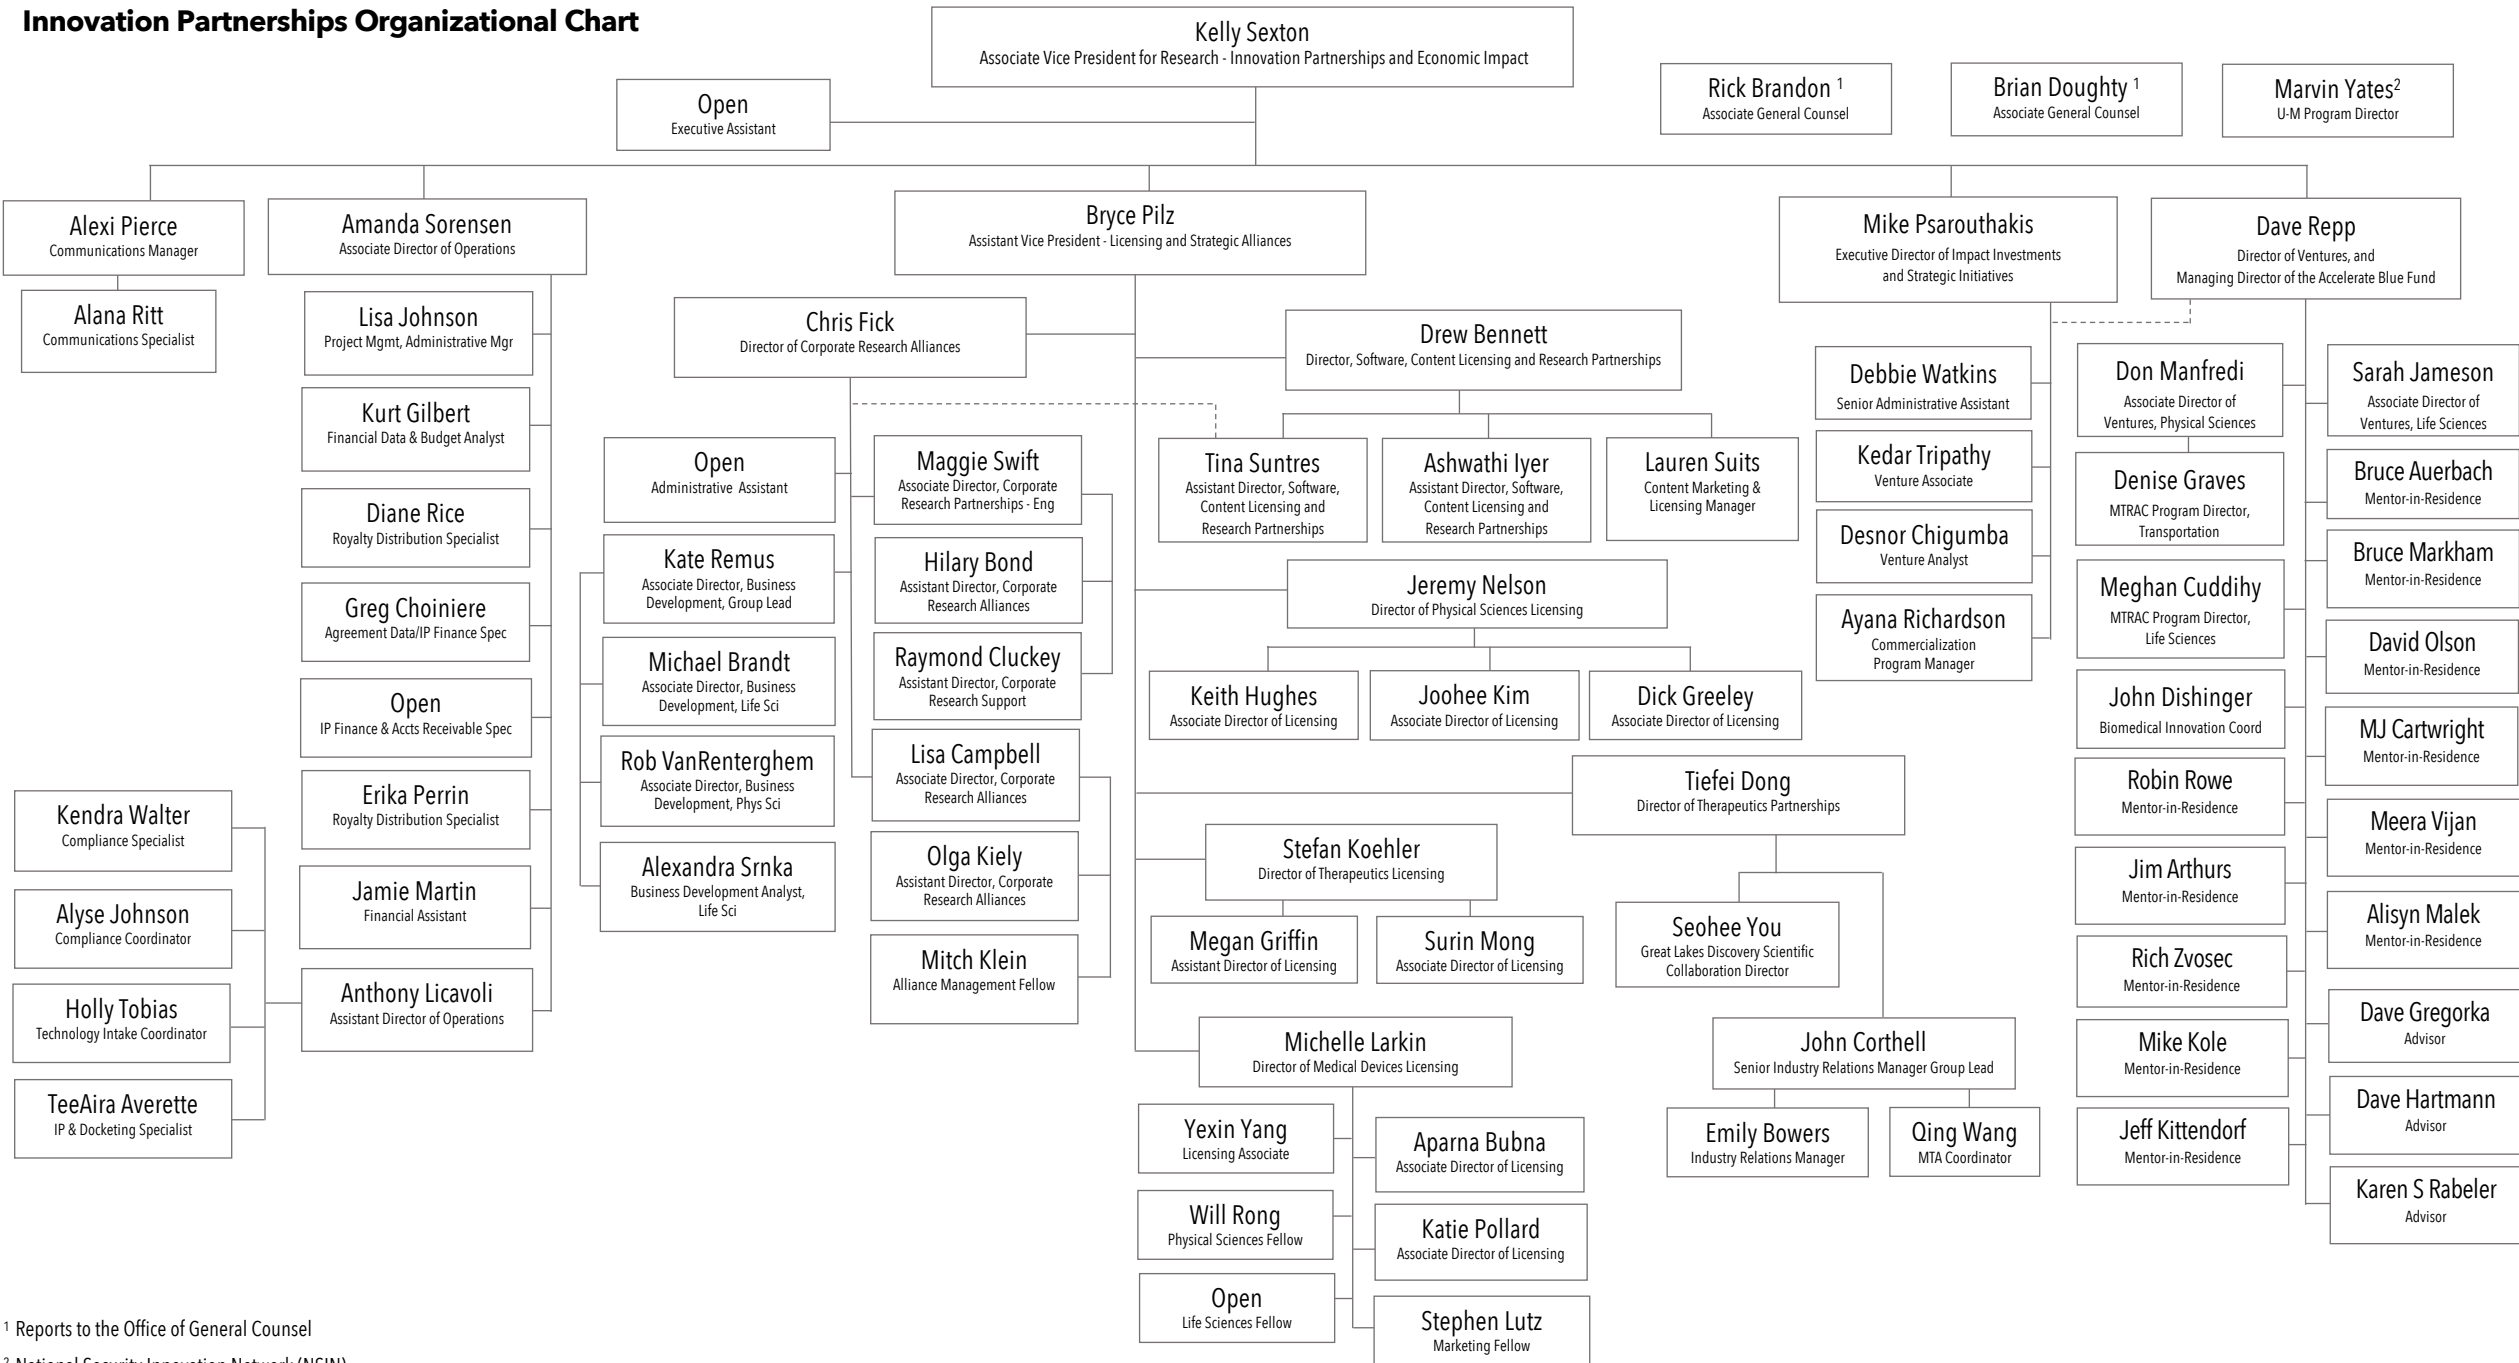 Innovation Partnerships Organizational Chart
Kelly Sexton
Associate Vice President for Research - Innovation Partnerships and Economic Impact
Open
Executive Assistant
Rick Brandon 1
Associate General Counsel
Brian Doughty 1
Associate General Counsel
Marvin Yates2
U-M Program Director
Alexi Pierce
Communications Manager
Alana Ritt
Communications Specialist
Amanda Sorensen
Associate Director of Operations
Lisa Johnson
Project Mgmt, Administrative Mgr
Kurt Gilbert
Financial Data & Budget Analyst
Diane Rice
Royalty Distribution Specialist
Greg Choiniere
Agreement Data/IP Finance Spec
Open
IP Finance & Accts Receivable Spec
Erika Perrin
Royalty Distribution Specialist
Jamie Martin
Financial Assistant
Anthony Licavoli
Assistant Director of Operations
Kendra Walter
Compliance Specialist
Alyse Johnson
Compliance Coordinator
Holly Tobias
Technology Intake Coordinator
TeeAira Averette
IP & Docketing Specialist
Bryce Pilz
Assistant Vice President - Licensing and Strategic Alliances
Chris Fick
Director of Corporate Research Alliances
Open
Administrative Assistant
Kate Remus
Associate Director, Business
Development, Group Lead
Michael Brandt
Associate Director, Business
Development, Life Sci
Rob VanRenterghem
Associate Director, Business
Development, Phys Sci
Alexandra Srnka
Business Development Analyst,
Life Sci
Maggie Swift
Associate Director, Corporate
Research Partnerships - Eng
Hilary Bond
Assistant Director, Corporate
Research Alliances
Raymond Cluckey
Assistant Director, Corporate
Research Support
Lisa Campbell
Associate Director, Corporate
Research Alliances
Olga Kiely
Assistant Director, Corporate
Research Alliances
Mitch Klein
Alliance Management Fellow
Drew Bennett
Director, Software, Content Licensing and Research Partnerships
Tina Suntres
Assistant Director, Software,
Content Licensing and
Research Partnerships
Ashwathi Iyer
Assistant Director, Software,
Content Licensing and
Research Partnerships
Lauren Suits
Content Marketing &
Licensing Manager
Jeremy Nelson
Director of Physical Sciences Licensing
Keith Hughes
Associate Director of Licensing
Joohee Kim
Associate Director of Licensing
Dick Greeley
Associate Director of Licensing
Tiefei Dong
Director of Therapeutics Partnerships
Stefan Koehler
Director of Therapeutics Licensing
Megan Griffin
Assistant Director of Licensing
Surin Mong
Associate Director of Licensing
Seohee You
Great Lakes Discovery Scientific
Collaboration Director
John Corthell
Senior Industry Relations Manager Group Lead
Emily Bowers
Industry Relations Manager
Qing Wang
MTA Coordinator
Michelle Larkin
Director of Medical Devices Licensing
Yexin Yang
Licensing Associate
Will Rong
Physical Sciences Fellow
Open
Life Sciences Fellow
Aparna Bubna
Associate Director of Licensing
Katie Pollard
Associate Director of Licensing
Stephen Lutz
Marketing Fellow
Mike Psarouthakis
Executive Director of Impact Investments
and Strategic Initiatives
Debbie Watkins
Senior Administrative Assistant
Kedar Tripathy
Venture Associate
Desnor Chigumba
Venture Analyst
Ayana Richardson
Commercialization
Program Manager
Dave Repp
Director of Ventures, and
Managing Director of the Accelerate Blue Fund
Don Manfredi
Associate Director of
Ventures, Physical Sciences
Denise Graves
MTRAC Program Director,
Transportation
Meghan Cuddihy
MTRAC Program Director,
Life Sciences
John Dishinger
Biomedical Innovation Coord
Robin Rowe
Mentor-in-Residence
Jim Arthurs
Mentor-in-Residence
Rich Zvosec
Mentor-in-Residence
Mike Kole
Mentor-in-Residence
Jeff Kittendorf
Mentor-in-Residence
Sarah Jameson
Associate Director of
Ventures, Life Sciences
Bruce Auerbach
Mentor-in-Residence
Bruce Markham
Mentor-in-Residence
David Olson
Mentor-in-Residence
MJ Cartwright
Mentor-in-Residence
Meera Vijan
Mentor-in-Residence
Alisyn Malek
Mentor-in-Residence
Dave Gregorka
Advisor
Dave Hartmann
Advisor
Karen S Rabeler
Advisor
1 Reports to the Office of General Counsel
2 National Security Innovation Network (NSIN)